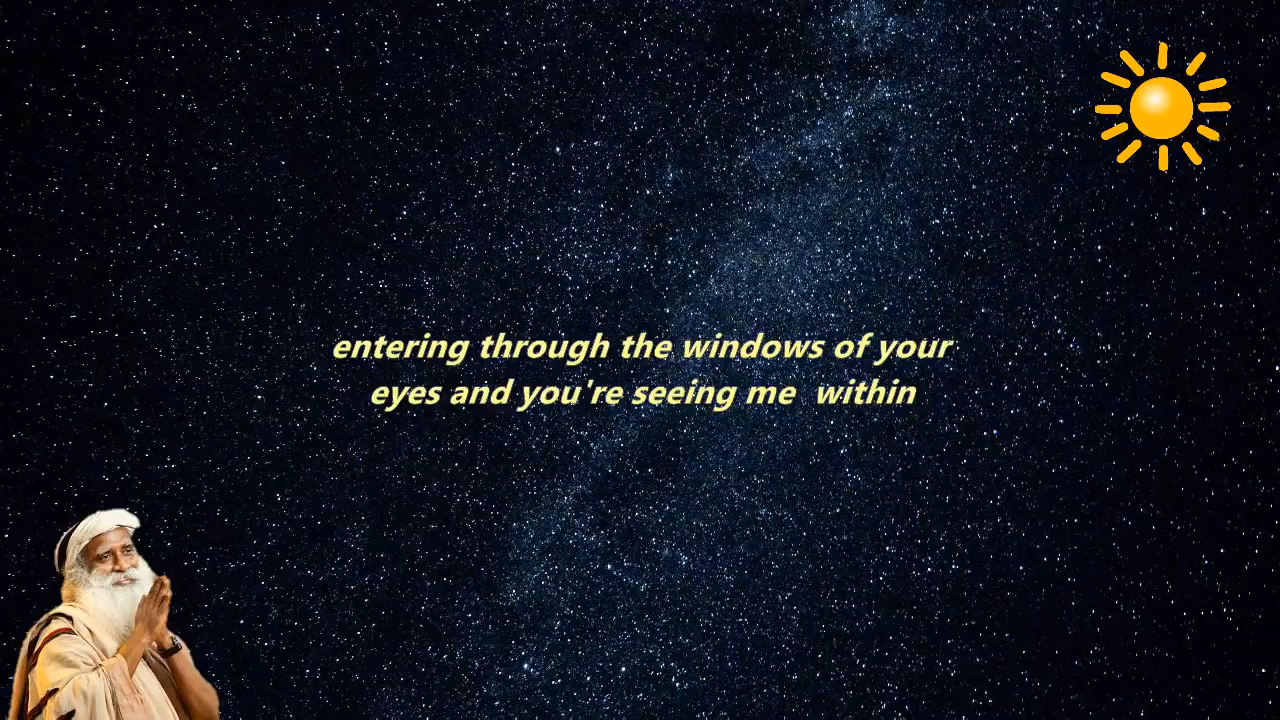 entering through the windows of your
eyes and you're seeing me  within